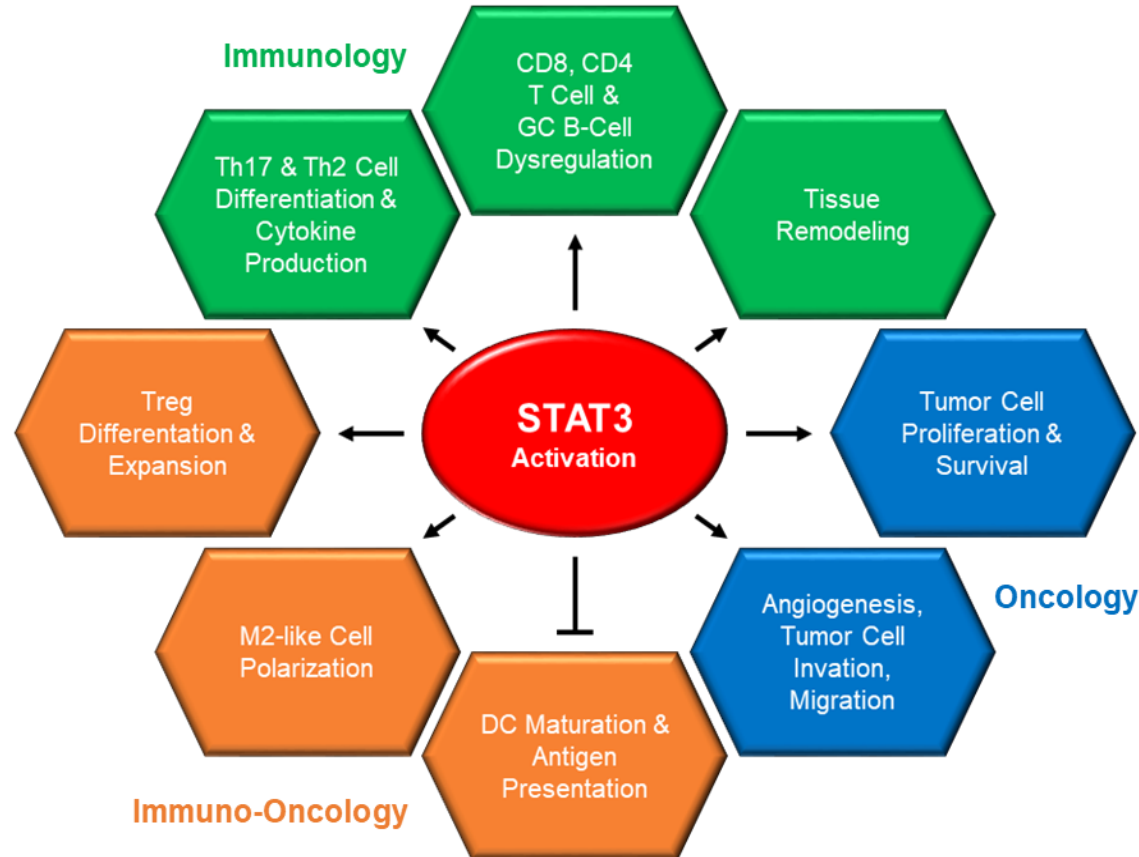 Immunology
CD8, CD4
T Cell &
GC B-Cell
Dysregulation
Th17 & Th2 Cell
Differentiation &
Cytokine
Production
Tissue
Remodeling
Treg
Differentation &
Expansion
STAT3
Activation
Tumor Cell
Proliferation &
Survival
Oncology
M2-like Cell
Polarization
Angiogenesis,
Tumor Cell
Invation,
Migration
DC Maturation &
Antigen
Presentation
Immuno-Oncology